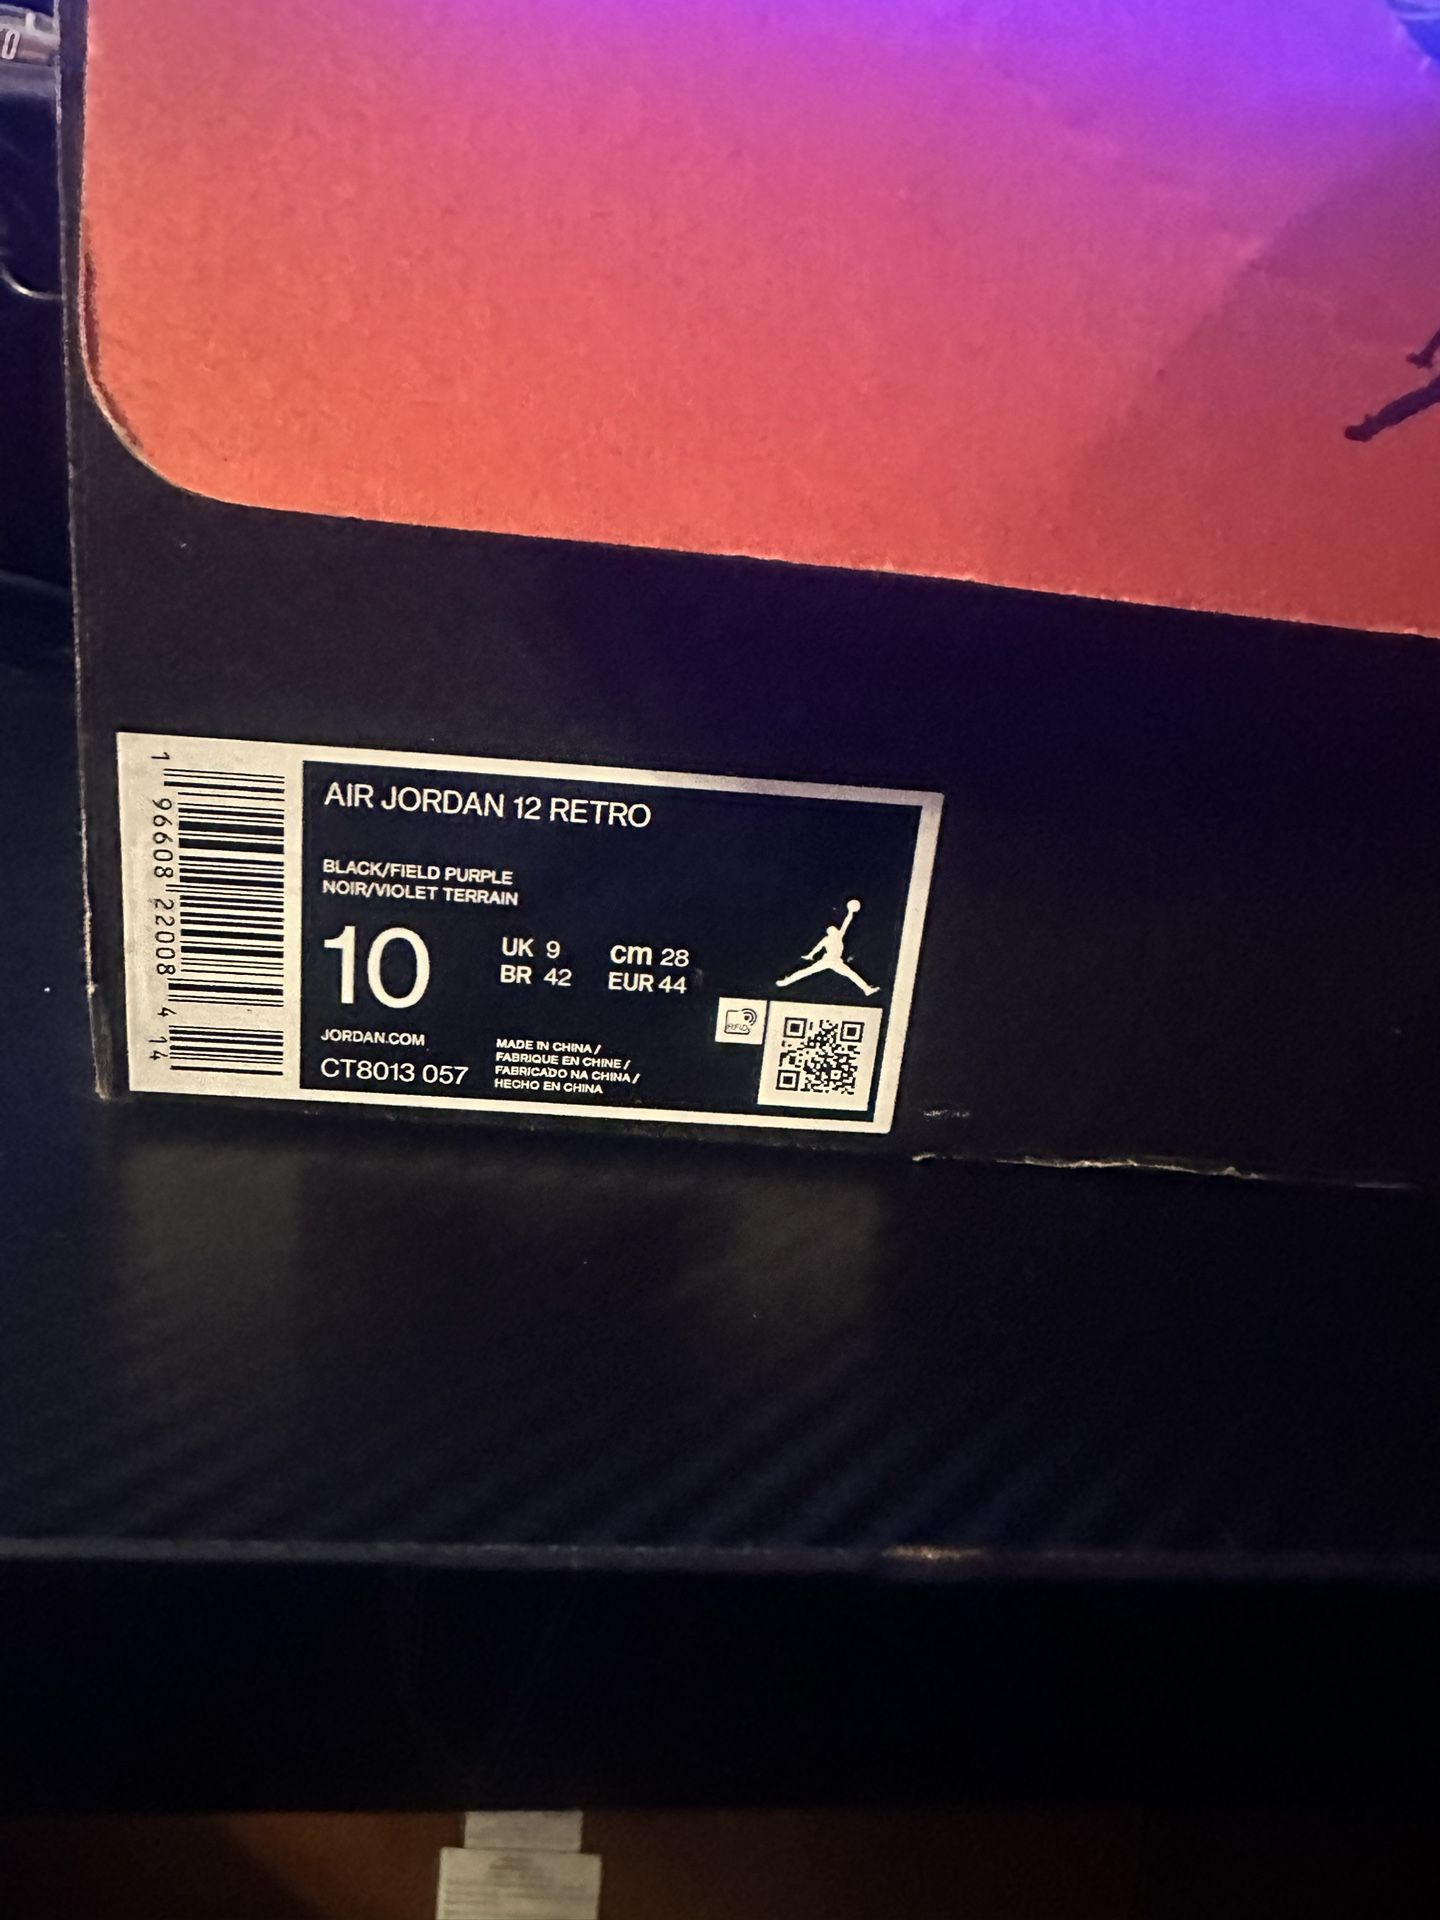 AIR JORDAN 12 RETRO
BLACK/FIELD PURPLE
NOIR/VIOLET TERRAIN
10
UK 9 cm 28
BR 42 EUR 44
JORDAN.COM
CT8013 057
MADE IN CHINA /
FABRIQUE EN CHINE /
FABRICADO NA CHINA /
HECHO EN CHINA
RFID
1 96608 22008 4 14